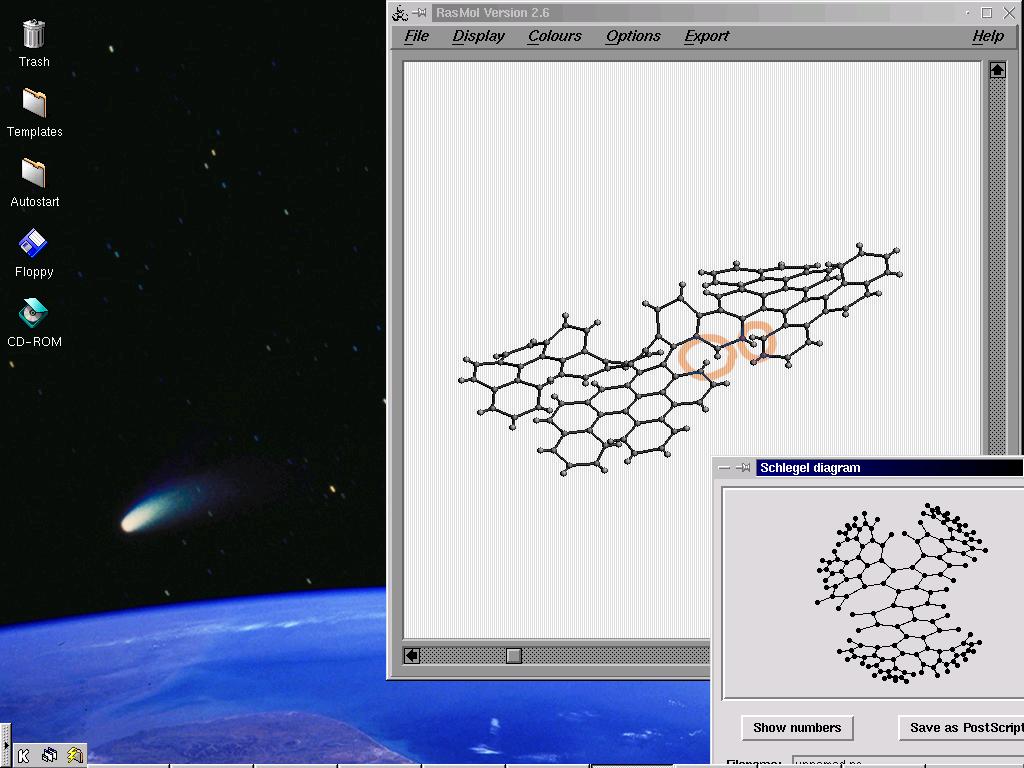 RasMol Version 2.6
File Display Colours Options Export Help
Trash
Templates
Autostart
Floppy
CD-ROM
Schlegel diagram
Show numbers
Save as PostScript
Filename:
unnamed.ps
K